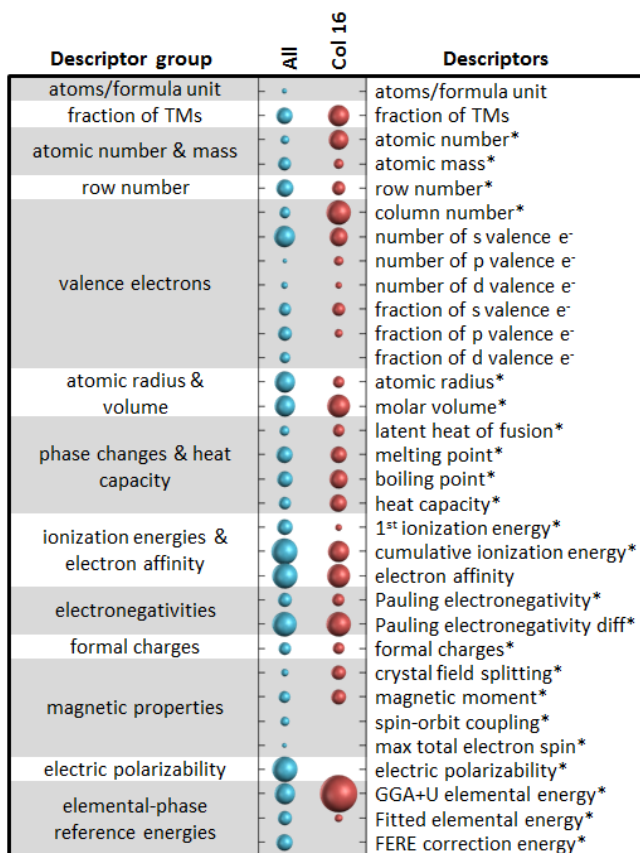 Descriptor group All Col 16 Descriptors
atoms/formula unit atoms/formula unit
fraction of TMs fraction of TMs
atomic number & mass atomic number*
atomic mass*
row number row number*
valence electrons column number*
number of s valence e⁻
number of p valence e⁻
number of d valence e⁻
fraction of s valence e⁻
fraction of p valence e⁻
fraction of d valence e⁻
atomic radius & atomic radius*
volume molar volume*
phase changes & heat latent heat of fusion*
capacity melting point*
boiling point*
heat capacity*
ionization energies & 1st ionization energy*
electron affinity cumulative ionization energy*
electron affinity
electronegativities Pauling electronegativity*
Pauling electronegativity diff*
formal charges formal charges*
magnetic properties crystal field splitting*
magnetic moment*
spin-orbit coupling*
max total electron spin*
electric polarizability electric polarizability*
elemental-phase GGA+U elemental energy*
reference energies Fitted elemental energy*
FERE correction energy*